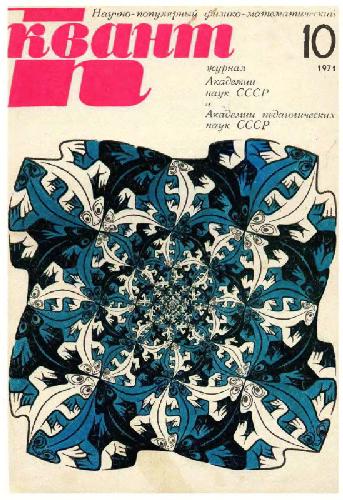 Научно-популярный физико-математический
квант
10
1971
журнал
Академии
наук СССР
и
Академии педагогических
наук СССР